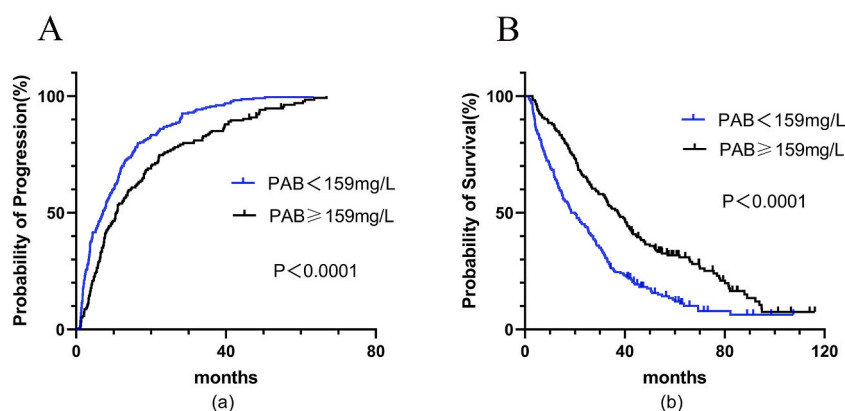 A
Probability of Progression(%)
100
50
0
0
40
80
months
PAB<159mg/L
PAB≥159mg/L
P<0.0001
(a)
B
Probability of Survival(%)
100
50
0
0
40
80
120
months
PAB<159mg/L
PAB≥159mg/L
P<0.0001
(b)